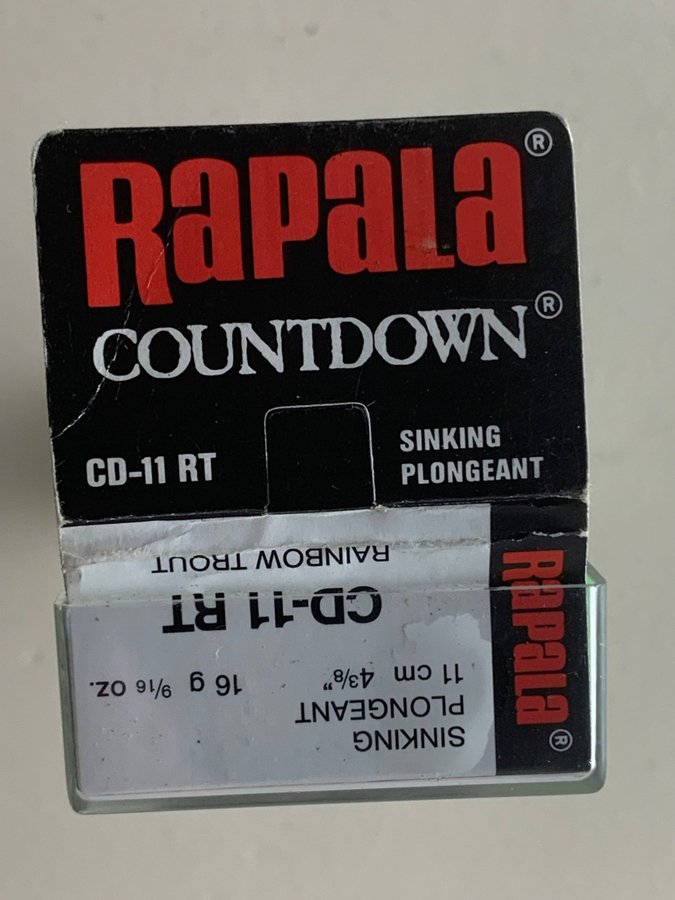 RAPALA®
COUNTDOWN®
CD-11 RT
SINKING
PLONGEANT
SINKING
PLONGEANT
11 cm 4 3/8" 16 g 9/16 oz.
CD-11 RT
RAINBOW TROUT
RAPALA®